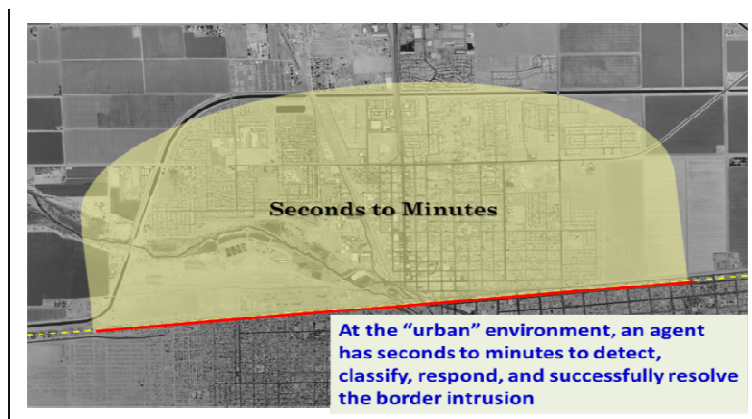 Seconds to Minutes
At the “urban” environment, an agent
has seconds to minutes to detect,
classify, respond, and successfully resolve
the border intrusion